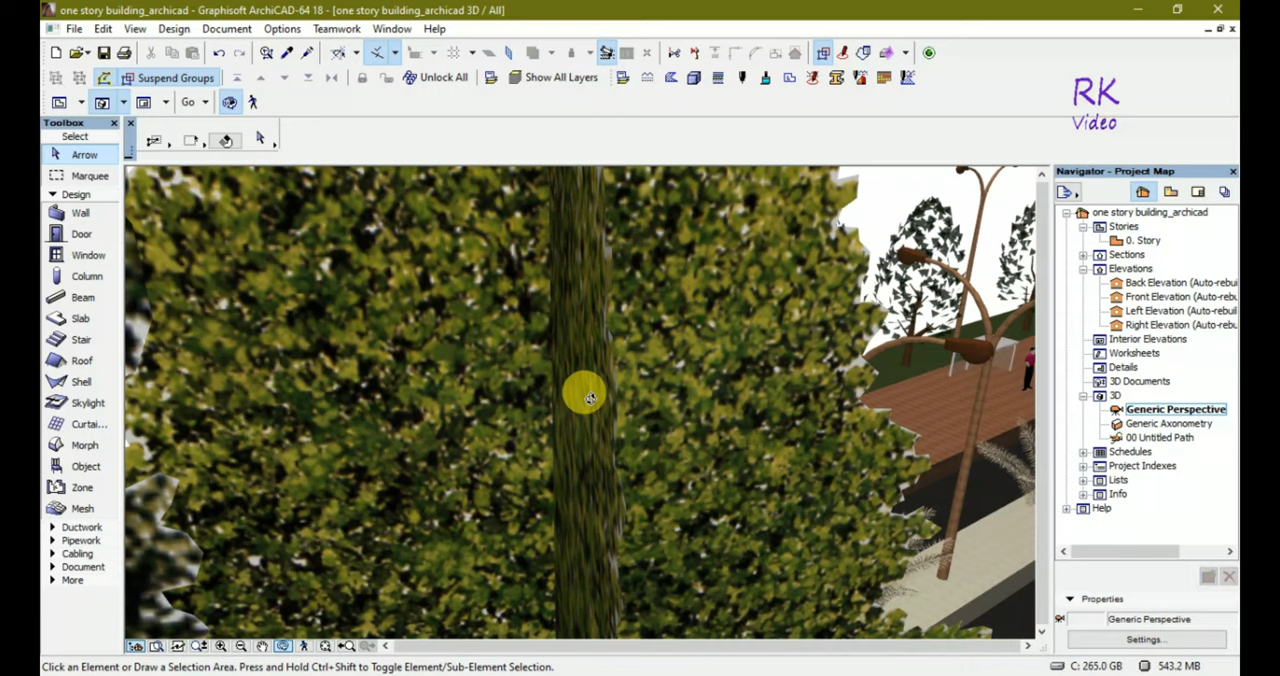 one story building_archicad - Graphisoft ArchiCAD-64 18 - [one story building_archicad 3D / All]
File Edit View Design Document Options Teamwork Window Help
Suspend Groups Unlock All Show All Layers
Go
RK
Video
Toolbox
Select
Arrow
Marquee
Design
Wall
Door
Window
Column
Beam
Slab
Stair
Roof
Shell
Skylight
Curtai...
Morph
Object
Zone
Mesh
Ductwork
Pipework
Cabling
Document
More
Navigator - Project Map
one story building_archicad
Stories
0. Story
Sections
Elevations
Back Elevation (Auto-rebu
Front Elevation (Auto-rebu
Left Elevation (Auto-rebui
Right Elevation (Auto-rebu
Interior Elevations
Worksheets
Details
3D Documents
3D
Generic Perspective
Generic Axonometry
00 Untitled Path
Schedules
Project Indexes
Lists
Info
Help
Properties
Generic Perspective
Settings...
Click an Element or Draw a Selection Area. Press and Hold Ctrl+Shift to Toggle Element/Sub-Element Selection.
C: 265.0 GB 543.2 MB